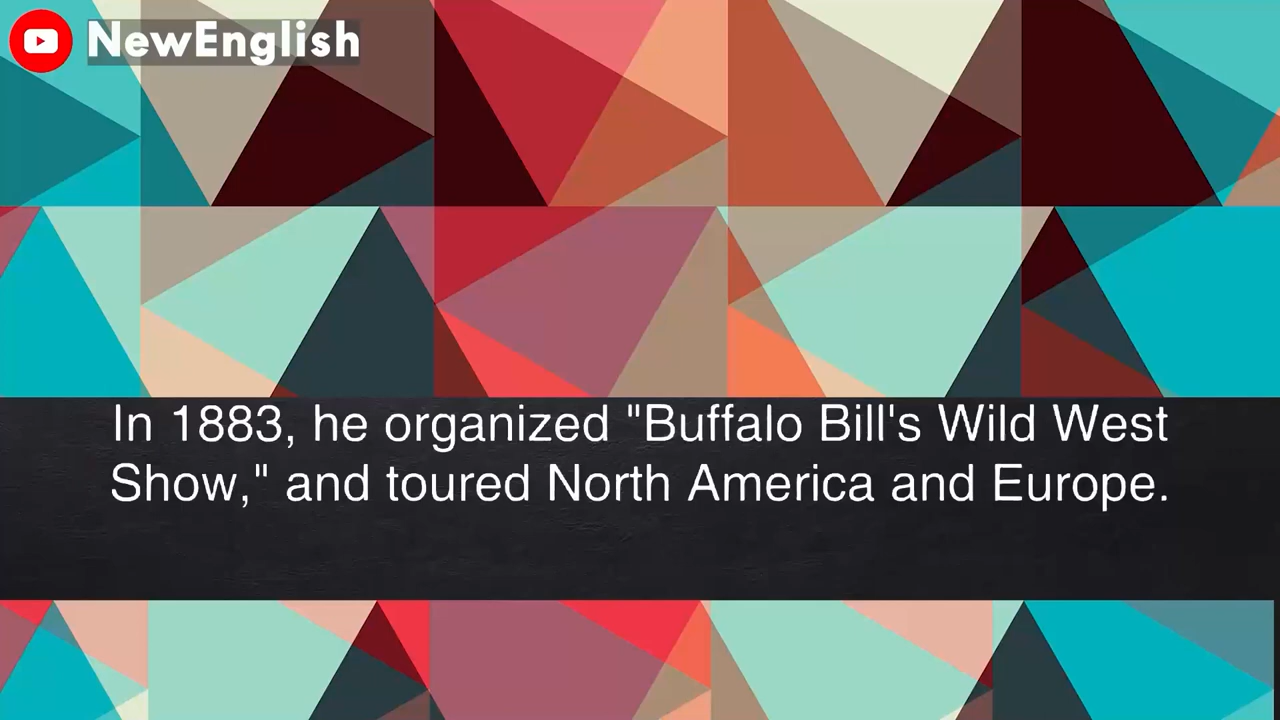 NewEnglish
In 1883, he organized "Buffalo Bill's Wild West
Show," and toured North America and Europe.